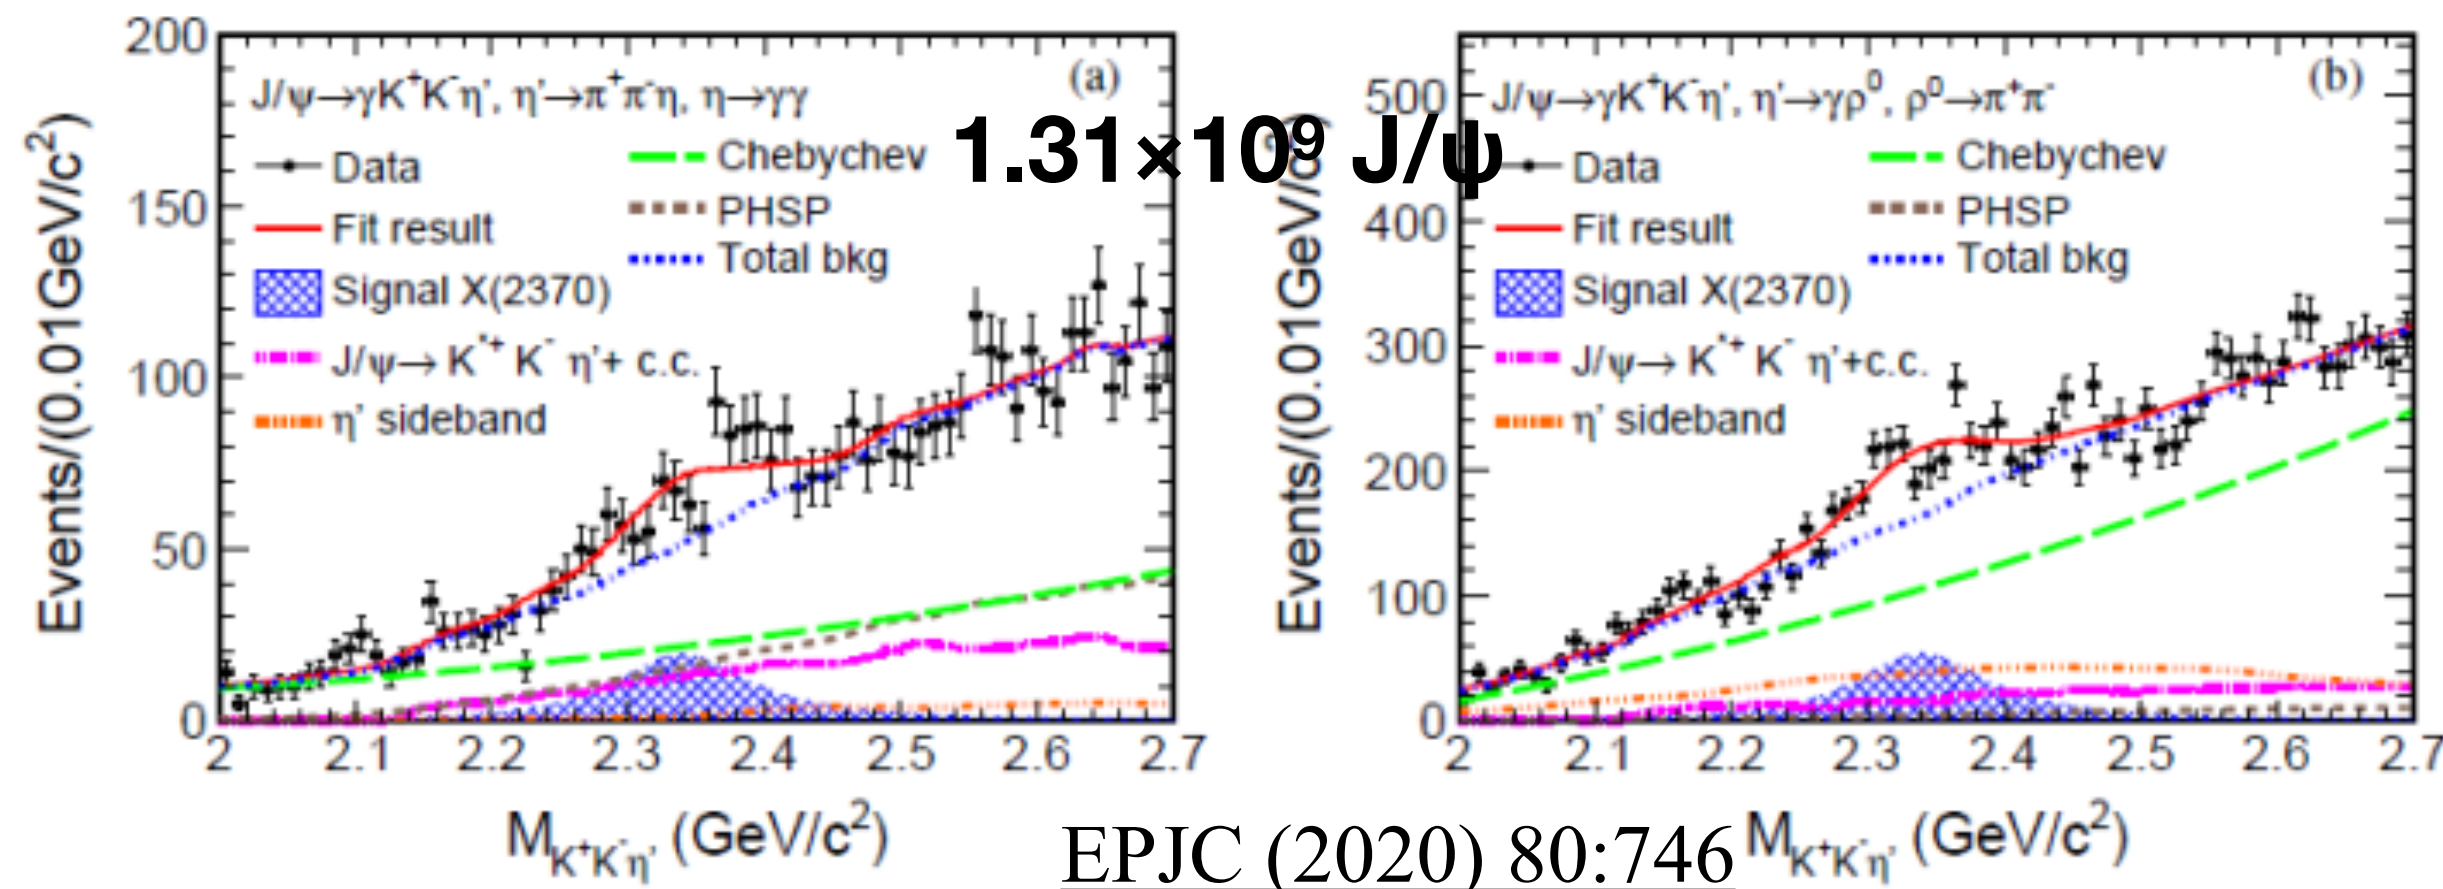 200
150
100
50
0
Events/(0.01GeV/c²)
J/ψ→γK⁺K⁻η', η'→π⁺π⁻η, η→γγ
(a)
Data
Fit result
Signal X(2370)
J/ψ→ K*⁺ K⁻ η'+ c.c.
η' sideband
Chebychev
PHSP
Total bkg
2 2.1 2.2 2.3 2.4 2.5 2.6 2.7
M_K⁺K⁻η' (GeV/c²)
1.31×10⁹ J/ψ
500
400
300
200
100
0
Events/(0.01GeV/c²)
J/ψ→γK⁺K⁻η', η'→γρ⁰, ρ⁰→π⁺π⁻
(b)
Data
Fit result
Signal X(2370)
J/ψ→ K*⁺ K⁻ η'+c.c.
η' sideband
Chebychev
PHSP
Total bkg
2 2.1 2.2 2.3 2.4 2.5 2.6 2.7
M_K⁺K⁻η' (GeV/c²)
EPJC (2020) 80:746